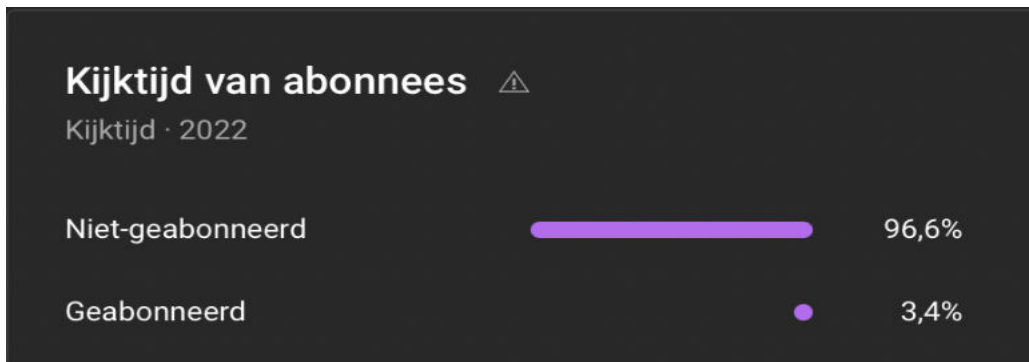 Kijktijd van abonnees
Kijktijd · 2022
Niet-geabonneerd 96,6%
Geabonneerd 3,4%